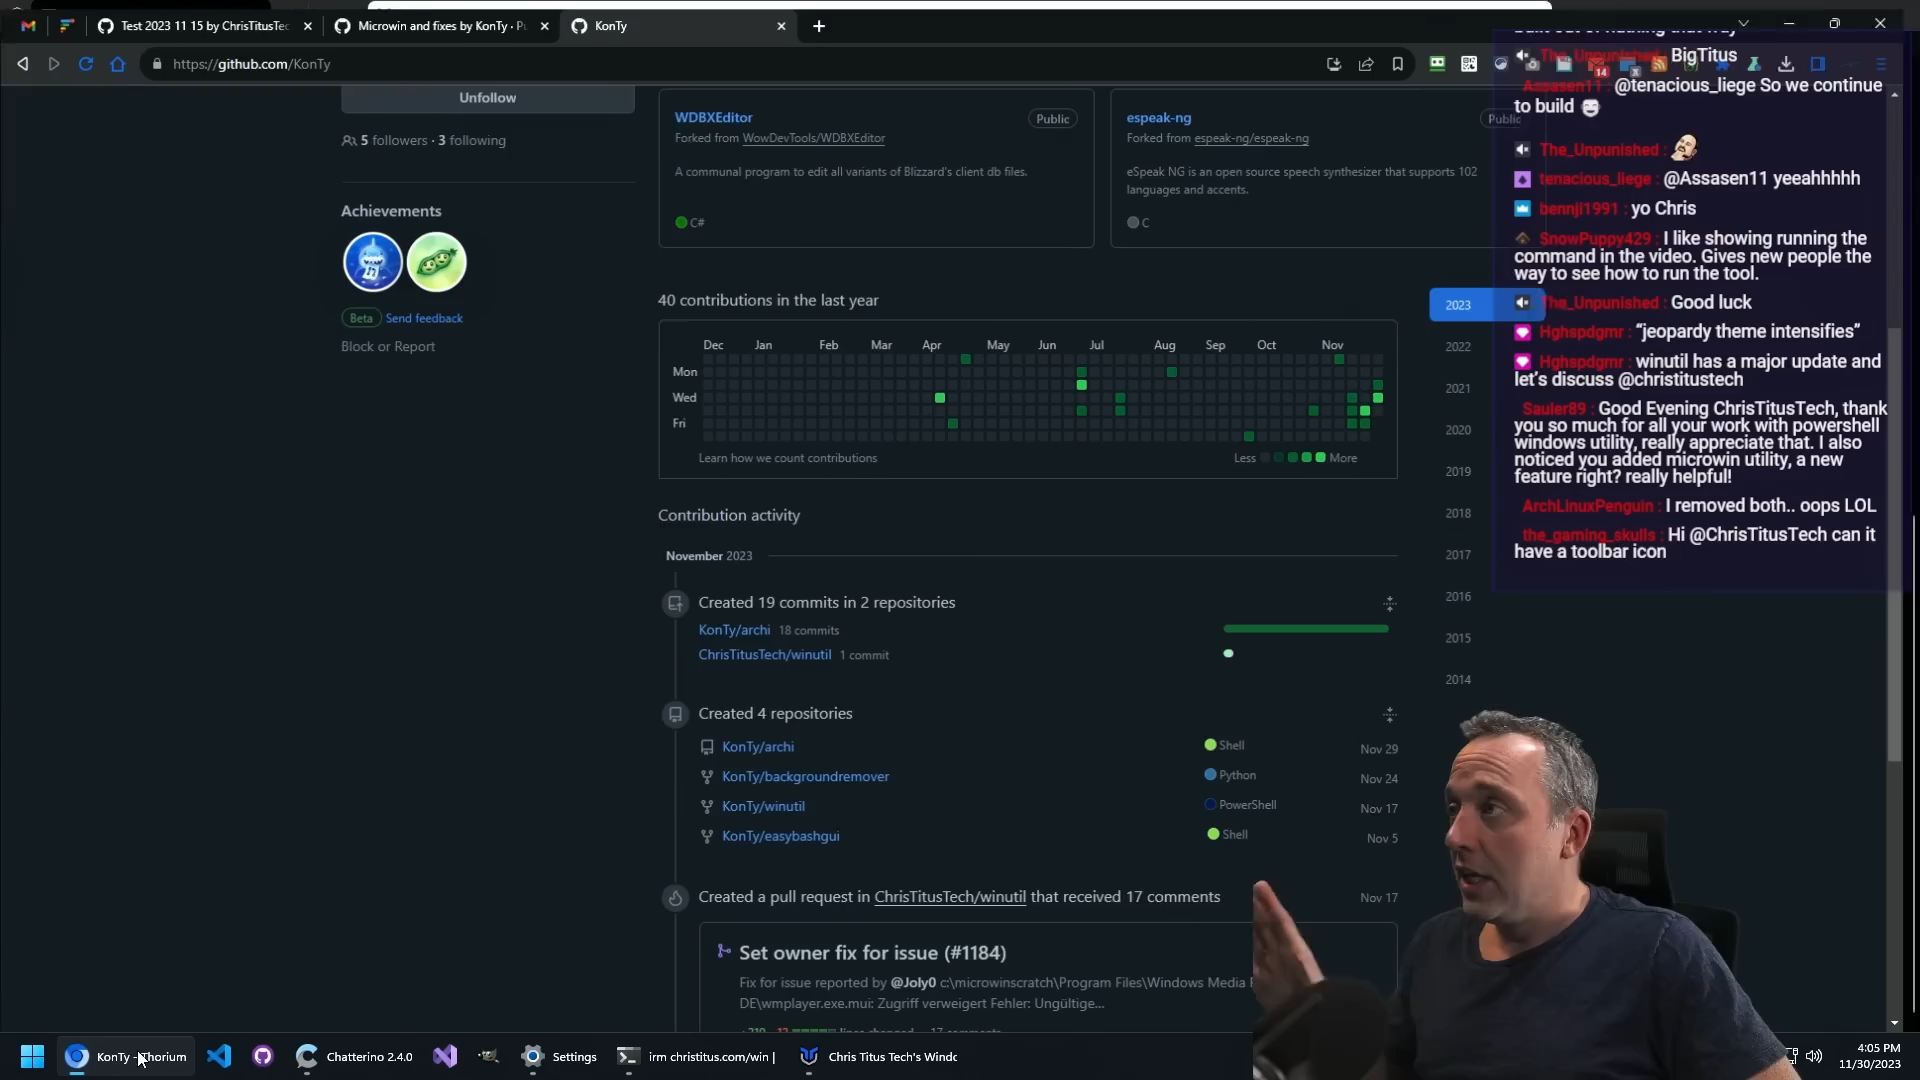 Test 2023 11 15 by ChrisTitusTec
Microwin and fixes by KonTy · Pu
KonTy
https://github.com/KonTy
Unfollow
5 followers · 3 following
Achievements
Beta Send feedback
Block or Report
WDBXEditor
Public
Forked from WowDevTools/WDBXEditor
A communal program to edit all variants of Blizzard's client db files.
C#
espeak-ng
Public
Forked from espeak-ng/espeak-ng
eSpeak NG is an open source speech synthesizer that supports 102
languages and accents.
C
40 contributions in the last year
Dec Jan Feb Mar Apr May Jun Jul Aug Sep Oct Nov
Mon
Wed
Fri
Learn how we count contributions
Less More
2023
2022
2021
2020
2019
2018
2017
2016
2015
2014
Contribution activity
November 2023
Created 19 commits in 2 repositories
KonTy/archi 18 commits
ChrisTitusTech/winutil 1 commit
Created 4 repositories
KonTy/archi Shell Nov 29
KonTy/backgroundremover Python Nov 24
KonTy/winutil PowerShell Nov 17
KonTy/easybashgui Shell Nov 5
Created a pull request in ChrisTitusTech/winutil that received 17 comments Nov 17
Set owner fix for issue (#1184)
Fix for issue reported by @Joly0 c:\microwinscratch\Program Files\Windows Media P
DE\wmplayer.exe.mui: Zugriff verweigert Fehler: Ungültige...
14
The_Unpunished : BigTitus
Assasen11 : @tenacious_liege So we continue
to build
The_Unpunished :
tenacious_liege : @Assasen11 yeeahhhhh
bennji1991 : yo Chris
SnowPuppy429 : I like showing running the
command in the video. Gives new people the
way to see how to run the tool.
The_Unpunished : Good luck
Hghspdgmr : “jeopardy theme intensifies”
Hghspdgmr : winutil has a major update and
let's discuss @christitustech
Sauler89 : Good Evening ChrisTitusTech, thank
you so much for all your work with powershell
windows utility, really appreciate that. I also
noticed you added microwin utility, a new
feature right? really helpful!
ArchLinuxPenguin : I removed both.. oops LOL
the_gaming_skulls : Hi @ChrisTitusTech can it
have a toolbar icon
KonTy - Thorium
Chatterino 2.4.0
Settings
irm christitus.com/win |
Chris Titus Tech's Windo
4:05 PM
11/30/2023